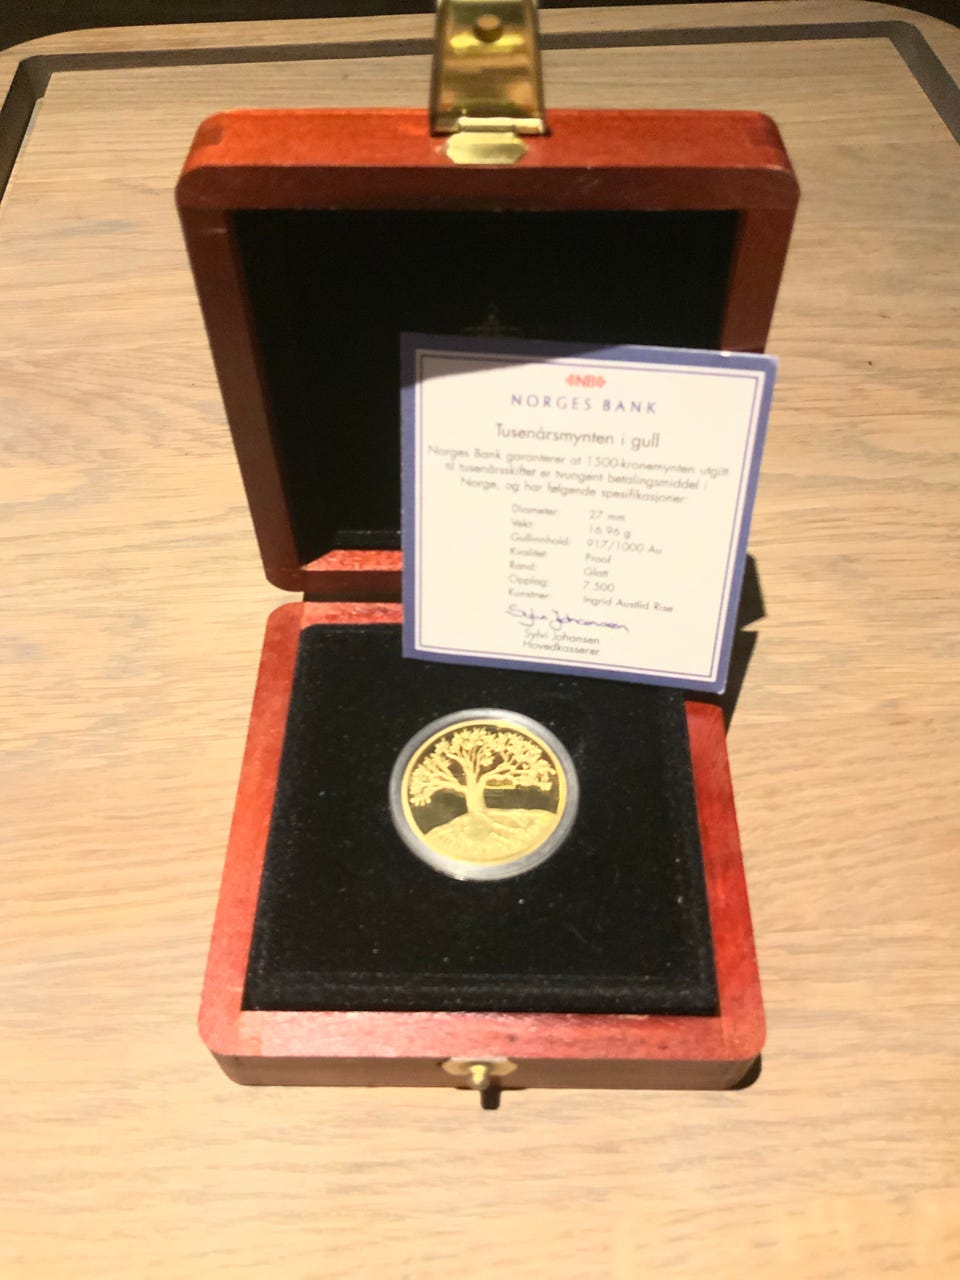 NB
NORGES BANK
Tusenårsmynten i gull
Norges Bank garanterer at 1500-kronemynten utgitt
til tusenårsskiftet er tvungent betalingsmiddel i
Norge, og har følgende spesifikasjoner:
Diameter: 27 mm
Vekt: 16.96 g
Gullinnhold: 917/1000 Au
Kvalitet: Proof
Rand: Glatt
Opplag: 7 500
Kunstner: Ingrid Austlid Rise
Sylvi Johansen
Sylvi Johansen
Hovedkasserer